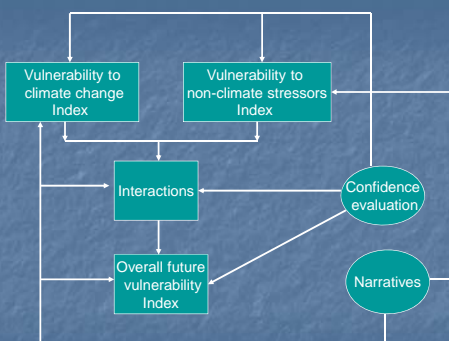 Vulnerability to
climate change
Index
Vulnerability to
non-climate stressors
Index
Interactions
Confidence
evaluation
Overall future
vulnerability
Index
Narratives